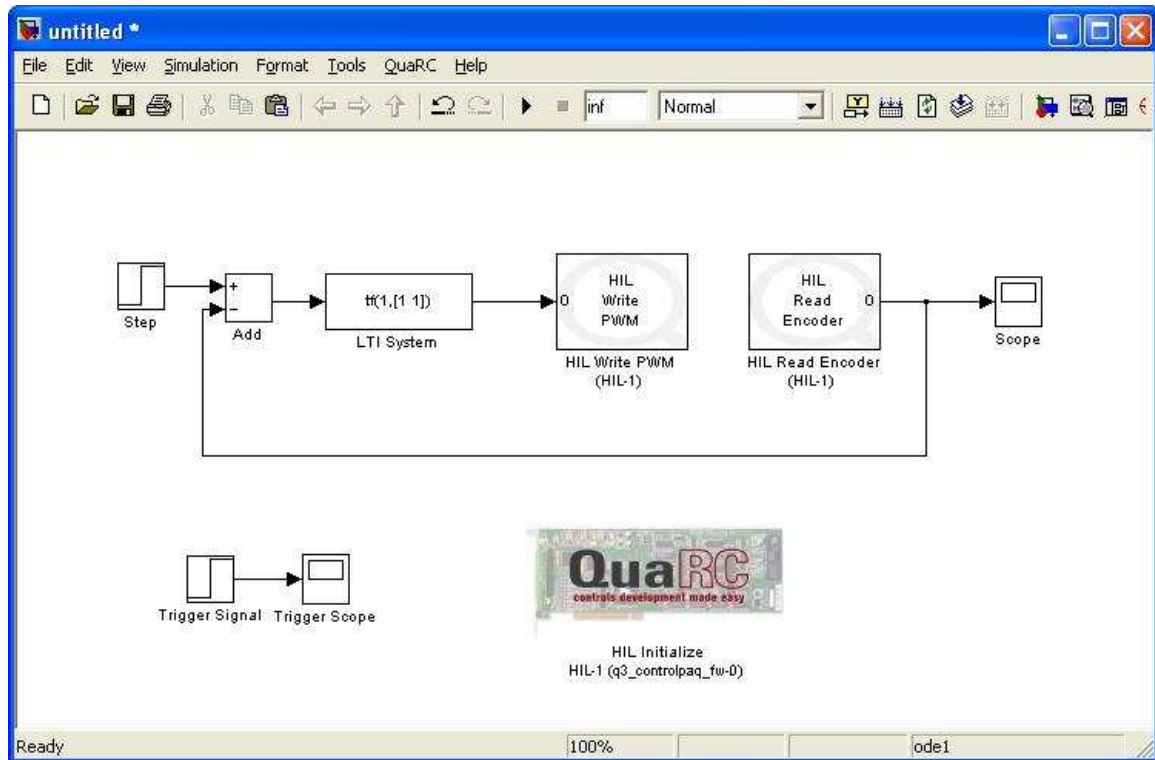 untitled *
File Edit View Simulation Format Tools QuaRC Help
inf Normal
Step
+
−
Add
tf(1,[1 1])
LTI System
0
HIL
Write
PWM
HIL Write PWM
(HIL-1)
HIL
Read
Encoder
0
HIL Read Encoder
(HIL-1)
Scope
Trigger Signal
Trigger Scope
QuaRC
controls development made easy
HIL Initialize
HIL-1 (q3_controlpaq_fw-0)
Ready 100% ode1